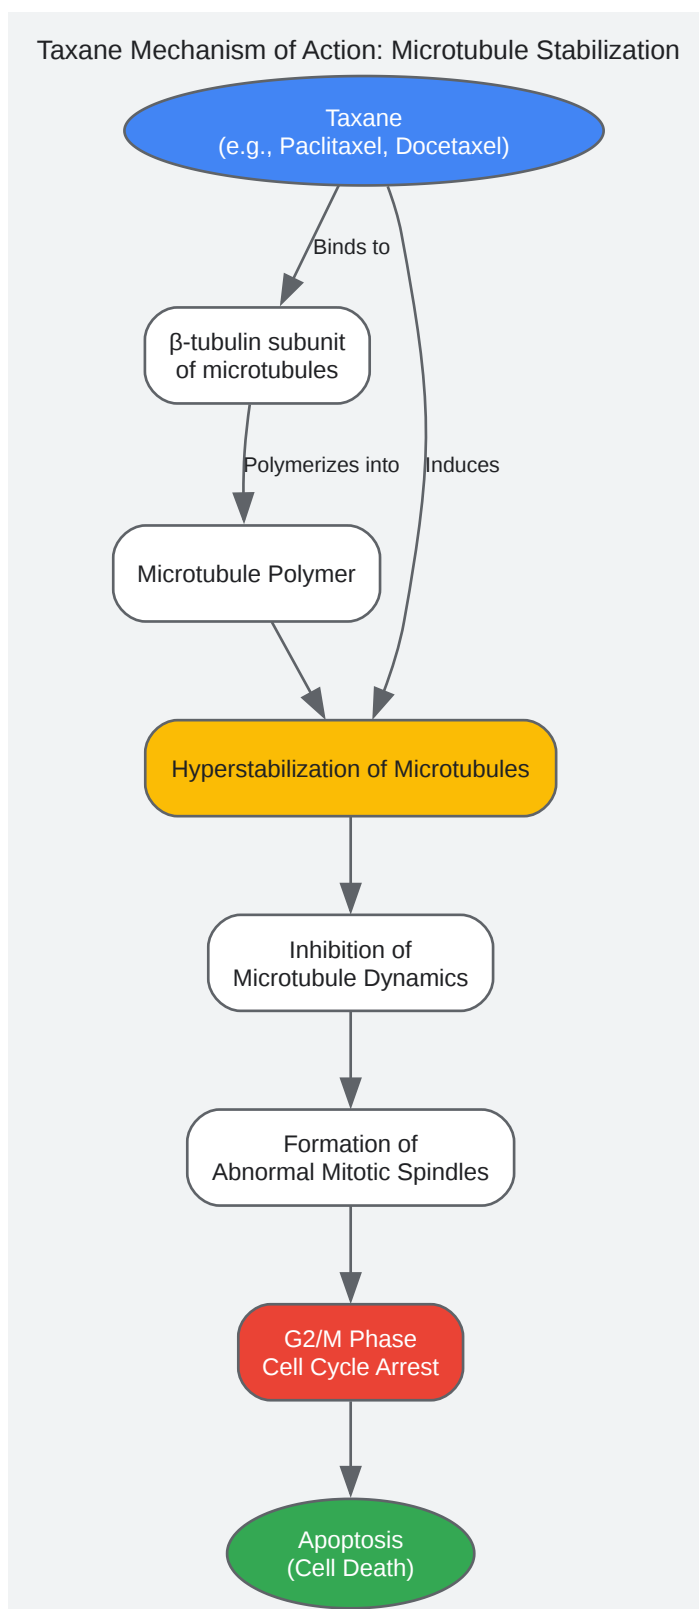 Taxane Mechanism of Action: Microtubule Stabilization
Taxane
(e.g., Paclitaxel, Docetaxel)
Binds to
β-tubulin subunit
of microtubules
Polymerizes into
Induces
Microtubule Polymer
Hyperstabilization of Microtubules
Inhibition of
Microtubule Dynamics
Formation of
Abnormal Mitotic Spindles
G2/M Phase
Cell Cycle Arrest
Apoptosis
(Cell Death)